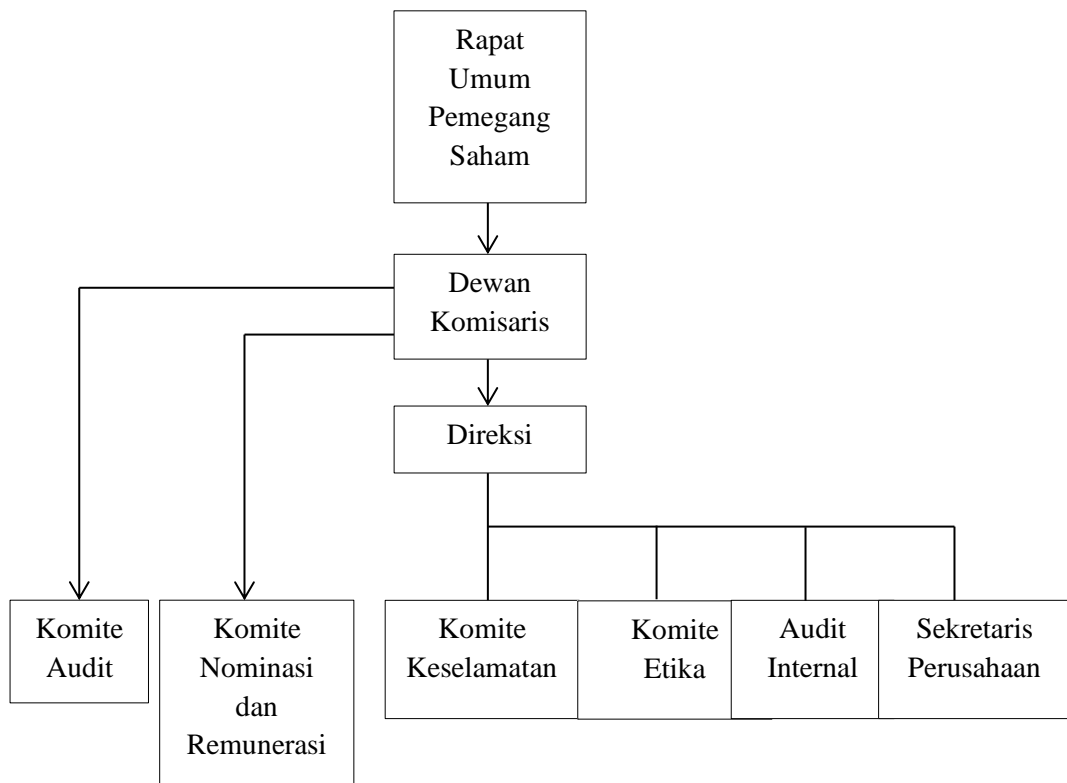 Rapat
Umum
Pemegang
Saham
Dewan
Komisaris
Direksi
Komite
Audit
Komite
Nominasi
dan
Remunerasi
Komite
Keselamatan
Komite
Etika
Audit
Internal
Sekretaris
Perusahaan